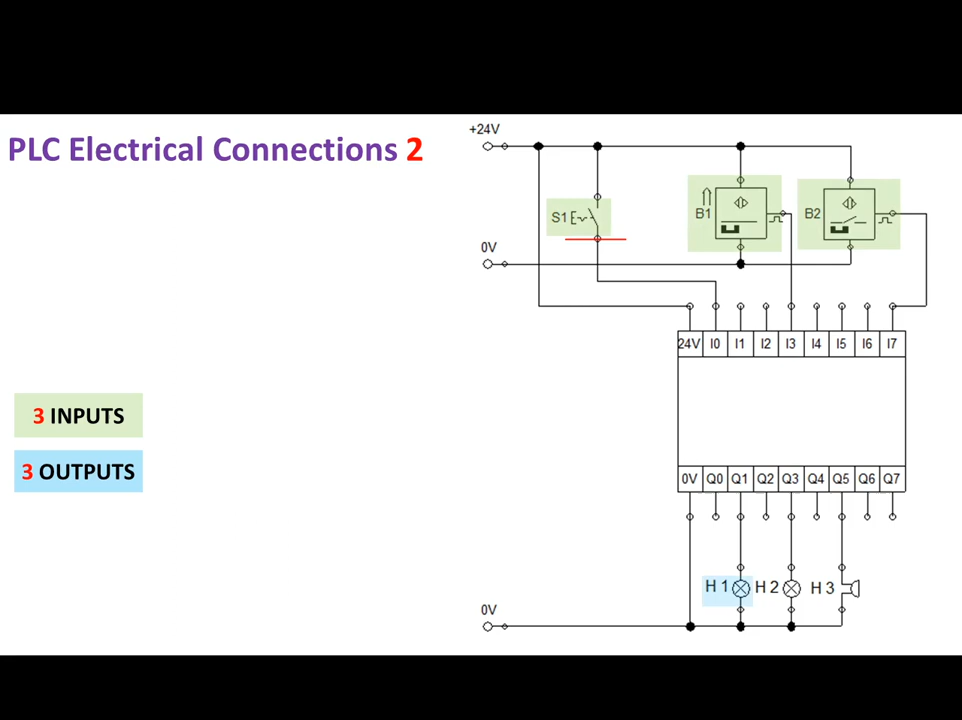 PLC Electrical Connections 2
3 INPUTS
3 OUTPUTS
+24V
S1
B1
B2
0V
24V I0 I1 I2 I3 I4 I5 I6 I7
0V Q0 Q1 Q2 Q3 Q4 Q5 Q6 Q7
H 1 H 2 H 3
0V